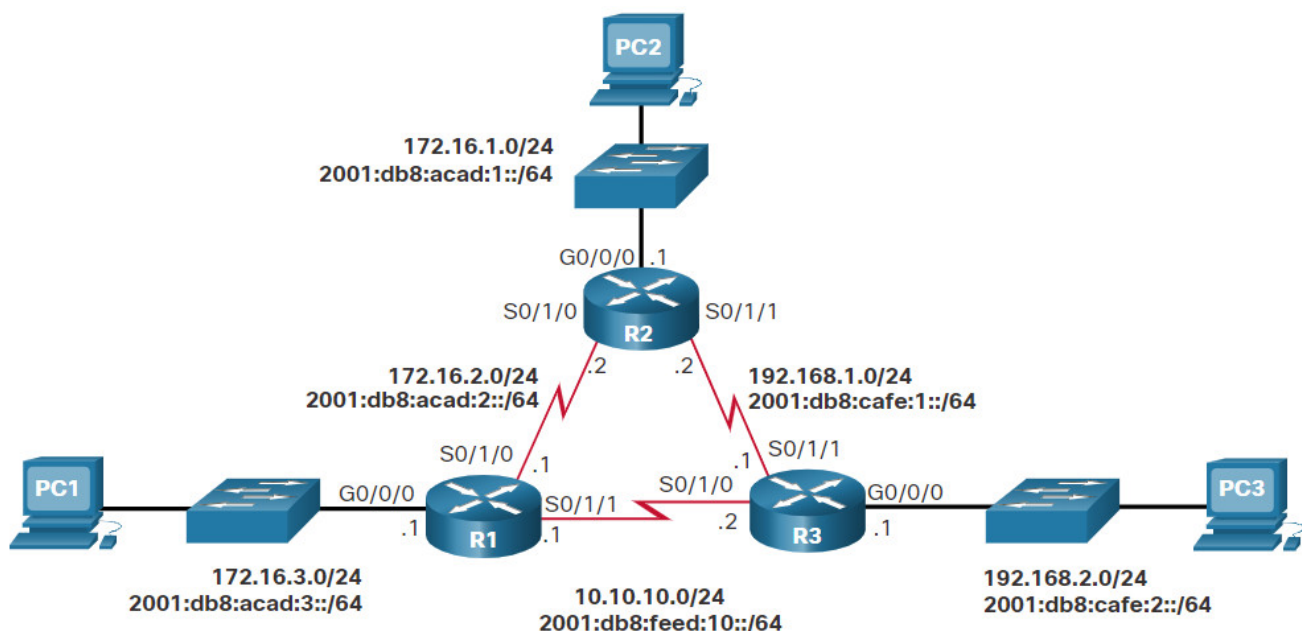 PC2
172.16.1.0/24
2001:db8:acad:1::/64
G0/0/0
.1
S0/1/0
S0/1/1
R2
.2
.2
172.16.2.0/24
2001:db8:acad:2::/64
192.168.1.0/24
2001:db8:cafe:1::/64
S0/1/0
.1
S0/1/1
.1
PC1
G0/0/0
.1
R1
S0/1/1
.1
S0/1/0
.2
R3
G0/0/0
.1
PC3
172.16.3.0/24
2001:db8:acad:3::/64
10.10.10.0/24
2001:db8:feed:10::/64
192.168.2.0/24
2001:db8:cafe:2::/64